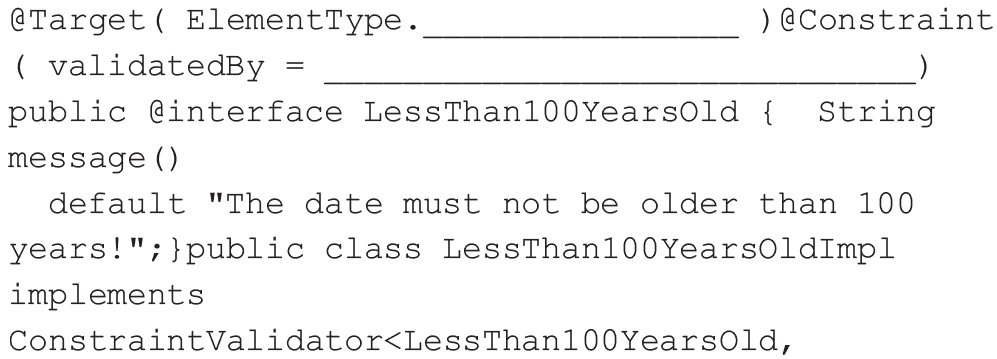 @Target( ElementType.________________ )@Constraint
( validatedBy = _____________________________)
public @interface LessThan100YearsOld {  String
message()
  default "The date must not be older than 100
years!";}public class LessThan100YearsOldImpl
implements
ConstraintValidator<LessThan100YearsOld,